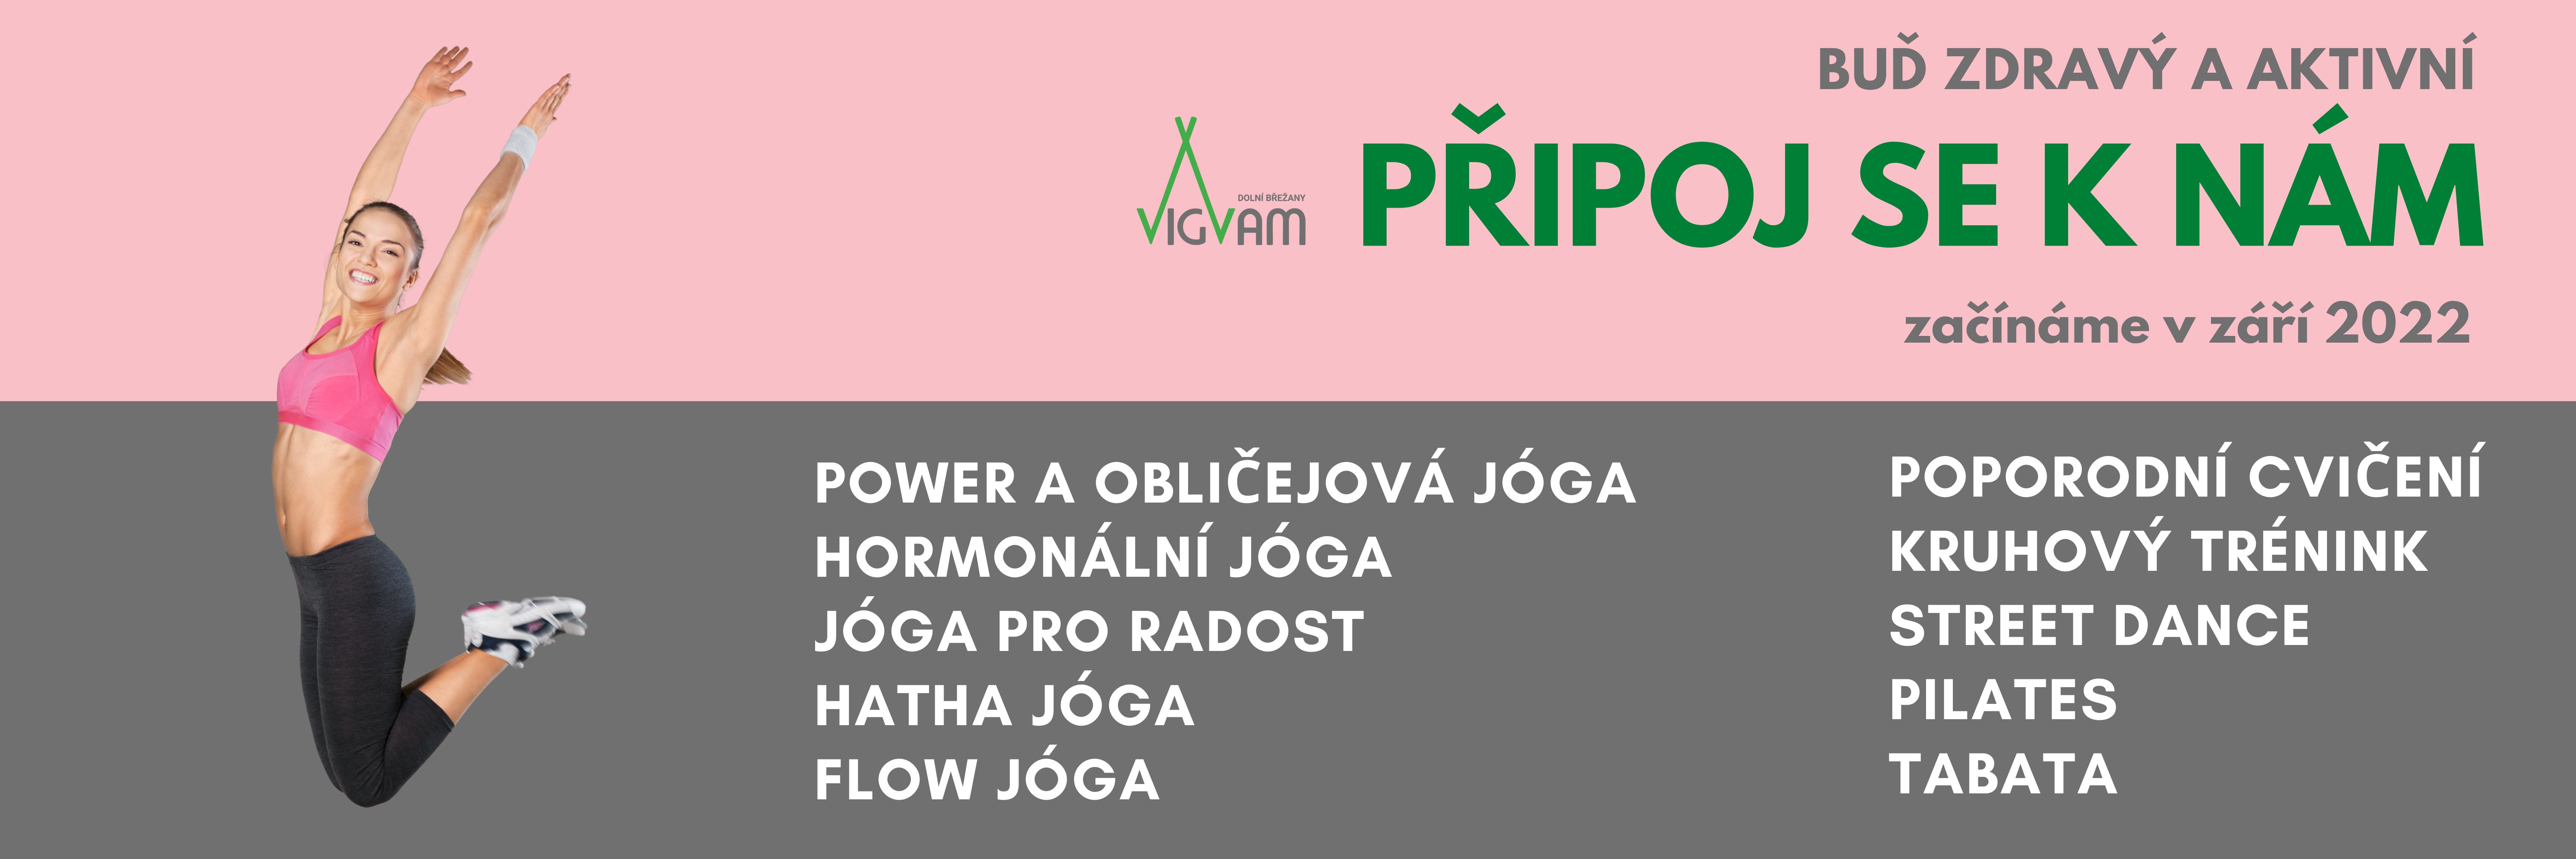 BUĎ ZDRAVÝ A AKTIVNÍ
DOLNÍ BŘEŽANY
VIGVAM
PŘIPOJ SE K NÁM
začínáme v září 2022
POWER A OBLIČEJOVÁ JÓGA
HORMONÁLNÍ JÓGA
JÓGA PRO RADOST
HATHA JÓGA
FLOW JÓGA
POPORODNÍ CVIČENÍ
KRUHOVÝ TRÉNINK
STREET DANCE
PILATES
TABATA